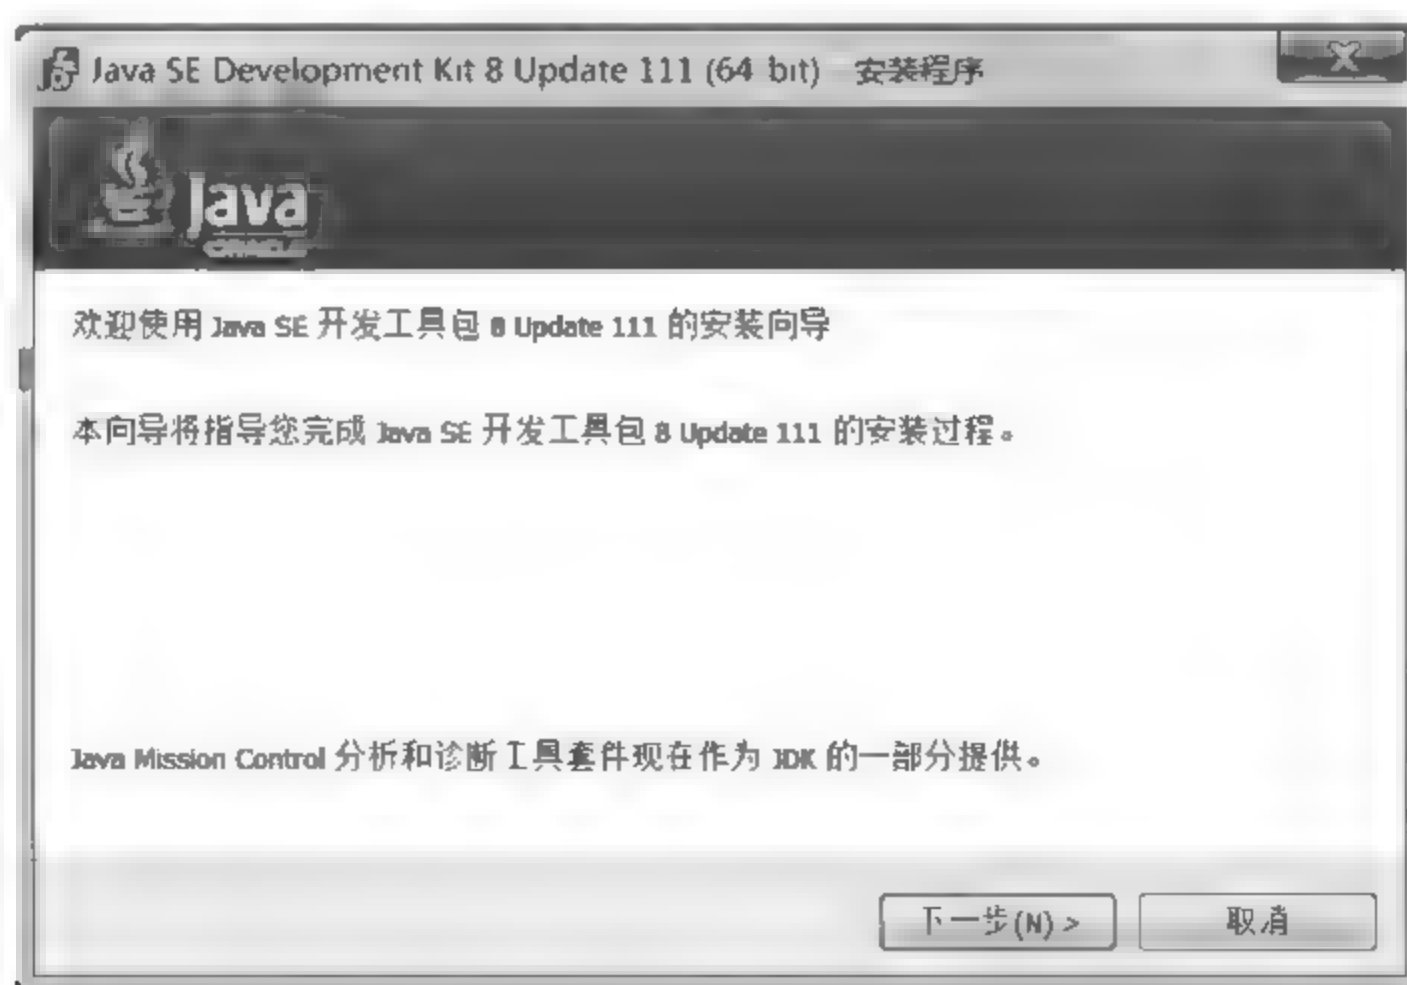 Java SE Development Kit 8 Update 111 (64 bit) 安装程序
Java
欢迎使用 Java SE 开发工具包 8 Update 111 的安装向导
本向导将指导您完成 Java SE 开发工具包 8 Update 111 的安装过程。
Java Mission Control 分析和诊断工具套件现在作为 JDK 的一部分提供。
下一步(N) >
取消